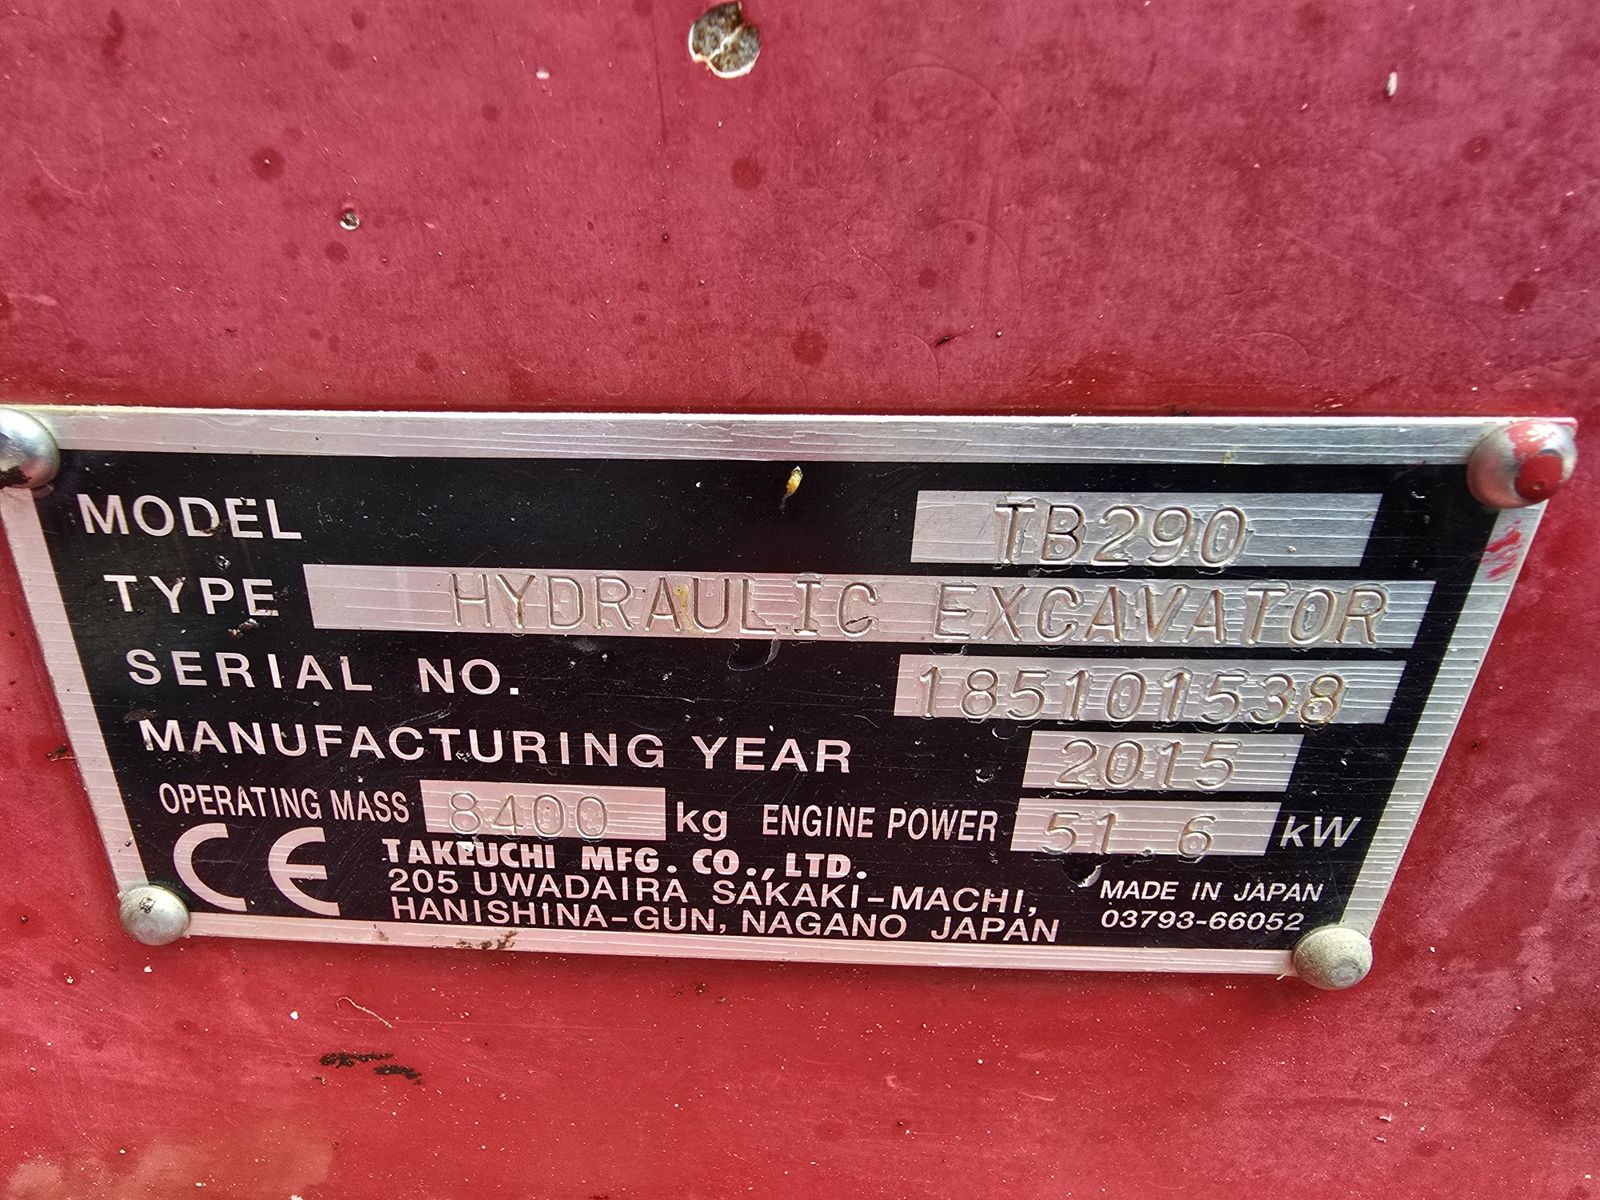 MODEL TB290
TYPE HYDRAULIC EXCAVATOR
SERIAL NO. 185101538
MANUFACTURING YEAR 2015
OPERATING MASS 8400 kg ENGINE POWER 51.6 kW
CE
TAKEUCHI MFG. CO., LTD.
205 UWADAIRA SAKAKI-MACHI,
HANISHINA-GUN, NAGANO JAPAN
MADE IN JAPAN
03793-66052